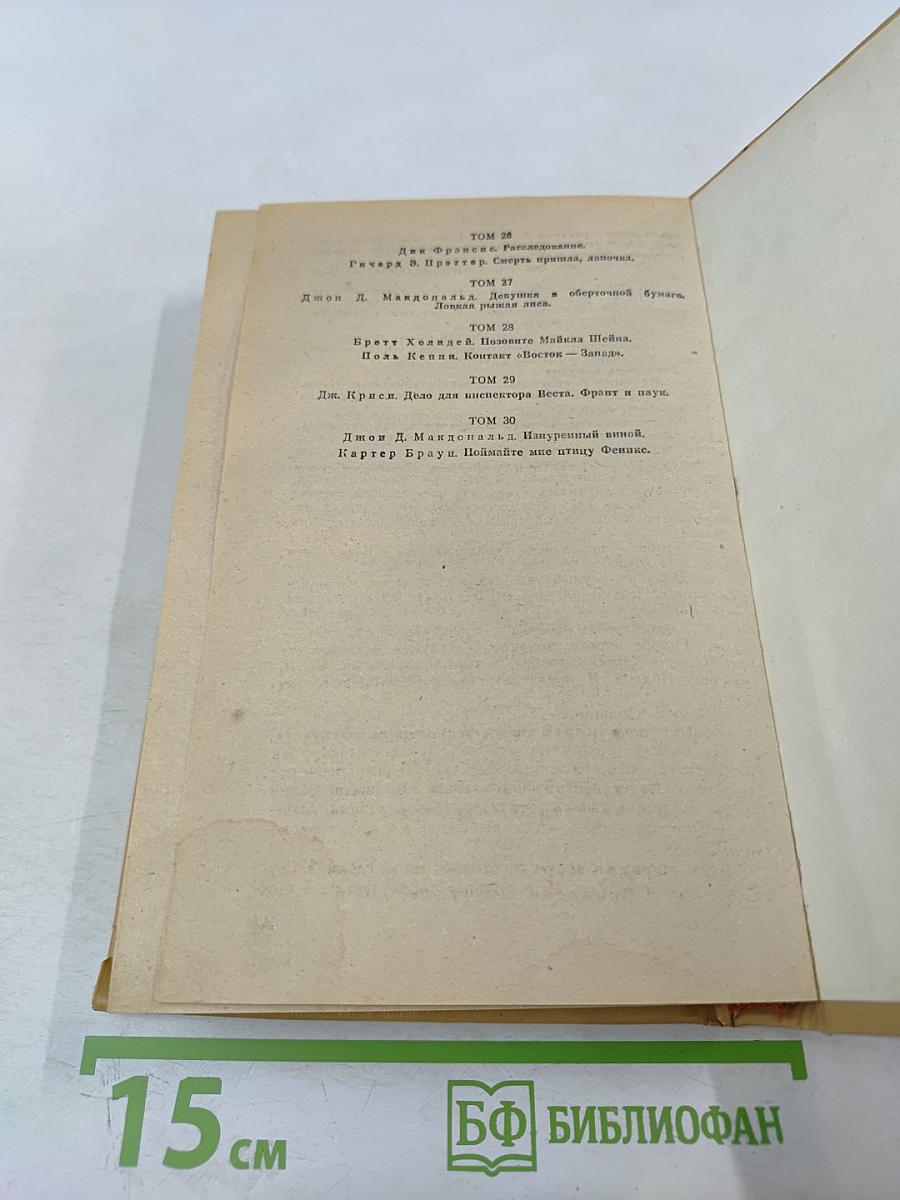 ТОМ 26
Дик Фрэнсис. Расследование.
Ричард Э. Прэттер. Смерть пришла, лапочка.
ТОМ 27
Джон Д. Макдональд. Девушка в оберточной бумаге.
Ловкая рыжая лиса.
ТОМ 28
Бретт Холидей. Позовите Майкла Шейна.
Поль Кенни. Контакт «Восток — Запад».
ТОМ 29
Дж. Криси. Дело для инспектора Веста. Франт и паук.
ТОМ 30
Джон Д. Макдональд. Изнуренный виной.
Картер Браун. Поймайте мне птицу Феникс.
15 см
БФ БИБЛИОФАН